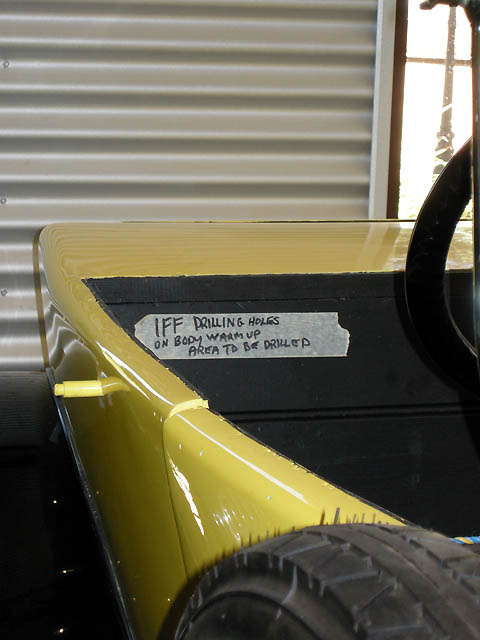 IFF DRILLING HOLES
ON BODY WARM UP
AREA TO BE DRILLED